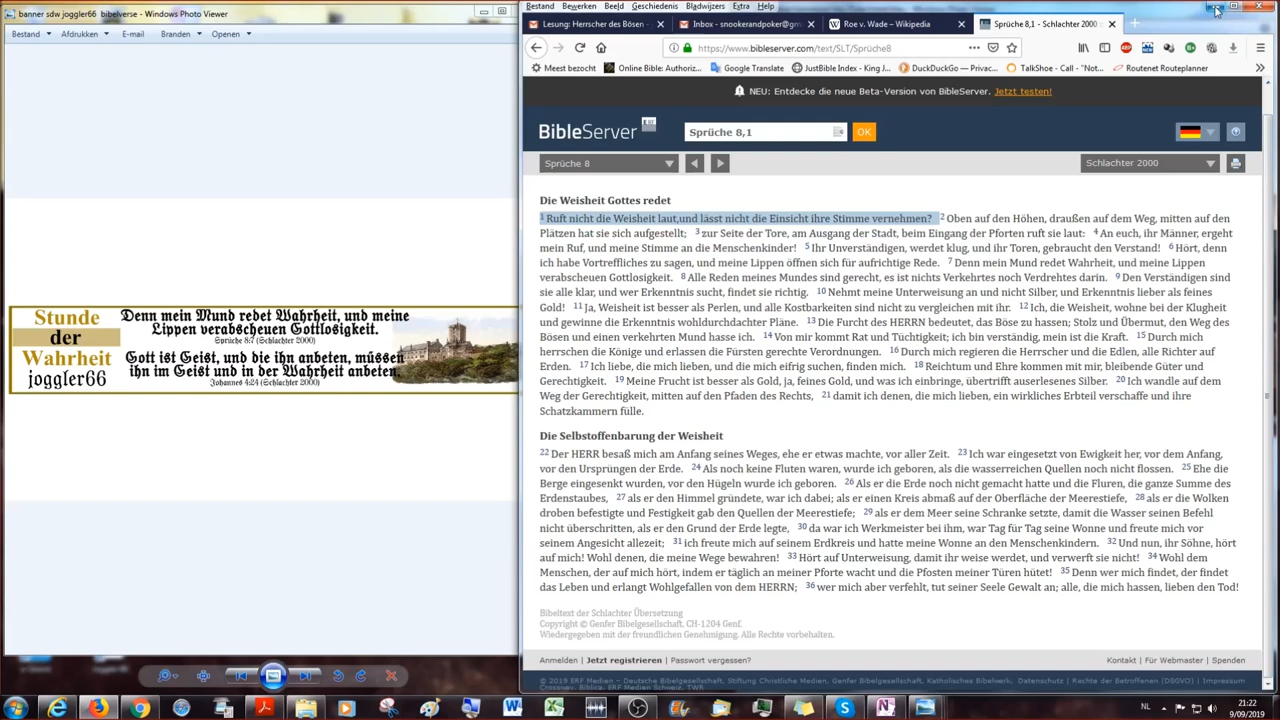 banner sdw joggler66 bibelverse - Windows Photo Viewer
Bestand Afdrukken E-mail Branden Openen
Stunde
der
Wahrheit
joggler66
Denn mein Mund redet Wahrheit, und meine
Lippen verabscheuen Gottlosigkeit.
Sprüche 8:7 (Schlachter 2000)
Gott ist Geist, und die ihn anbeten, müssen
ihn im Geist und in der Wahrheit anbeten.
Johannes 4:24 (Schlachter 2000)
Bestand Bewerken Beeld Geschiedenis Bladwijzers Extra Help
Lesung: Herrscher des Bösen - Inbox - snookerandpoker@gm Roe v. Wade – Wikipedia Sprüche 8,1 - Schlachter 2000
https://www.bibleserver.com/text/SLT/Sprüche8
Meest bezocht Online Bible: Authoriz... Google Translate JustBible Index - King J... DuckDuckGo — Privac... TalkShoe - Call - "Not... Routenet Routeplanner
NEU: Entdecke die neue Beta-Version von BibleServer. Jetzt testen!
BibleServer Sprüche 8,1 OK
Sprüche 8 Schlachter 2000
Die Weisheit Gottes redet
1 Ruft nicht die Weisheit laut,und lässt nicht die Einsicht ihre Stimme vernehmen? 2 Oben auf den Höhen, draußen auf dem Weg, mitten auf den
Plätzen hat sie sich aufgestellt; 3 zur Seite der Tore, am Ausgang der Stadt, beim Eingang der Pforten ruft sie laut: 4 An euch, ihr Männer, ergeht
mein Ruf, und meine Stimme an die Menschenkinder! 5 Ihr Unverständigen, werdet klug, und ihr Toren, gebraucht den Verstand! 6 Hört, denn
ich habe Vortreffliches zu sagen, und meine Lippen öffnen sich für aufrichtige Rede. 7 Denn mein Mund redet Wahrheit, und meine Lippen
verabscheuen Gottlosigkeit. 8 Alle Reden meines Mundes sind gerecht, es ist nichts Verkehrtes noch Verdrehtes darin. 9 Den Verständigen sind
sie alle klar, und wer Erkenntnis sucht, findet sie richtig. 10 Nehmt meine Unterweisung an und nicht Silber, und Erkenntnis lieber als feines
Gold! 11 Ja, Weisheit ist besser als Perlen, und alle Kostbarkeiten sind nicht zu vergleichen mit ihr. 12 Ich, die Weisheit, wohne bei der Klugheit
und gewinne die Erkenntnis wohldurchdachter Pläne. 13 Die Furcht des HERRN bedeutet, das Böse zu hassen; Stolz und Übermut, den Weg des
Bösen und einen verkehrten Mund hasse ich. 14 Von mir kommt Rat und Tüchtigkeit; ich bin verständig, mein ist die Kraft. 15 Durch mich
herrschen die Könige und erlassen die Fürsten gerechte Verordnungen. 16 Durch mich regieren die Herrscher und die Edlen, alle Richter auf
Erden. 17 Ich liebe, die mich lieben, und die mich eifrig suchen, finden mich. 18 Reichtum und Ehre kommen mit mir, bleibende Güter und
Gerechtigkeit. 19 Meine Frucht ist besser als Gold, ja, feines Gold, und was ich einbringe, übertrifft auserlesenes Silber. 20 Ich wandle auf dem
Weg der Gerechtigkeit, mitten auf den Pfaden des Rechts, 21 damit ich denen, die mich lieben, ein wirkliches Erbteil verschaffe und ihre
Schatzkammern fülle.
Die Selbstoffenbarung der Weisheit
22 Der HERR besaß mich am Anfang seines Weges, ehe er etwas machte, vor aller Zeit. 23 Ich war eingesetzt von Ewigkeit her, vor dem Anfang,
vor den Ursprüngen der Erde. 24 Als noch keine Fluten waren, wurde ich geboren, als die wasserreichen Quellen noch nicht flossen. 25 Ehe die
Berge eingesenkt wurden, vor den Hügeln wurde ich geboren. 26 Als er die Erde noch nicht gemacht hatte und die Fluren, die ganze Summe des
Erdenstaubes, 27 als er den Himmel gründete, war ich dabei; als er einen Kreis abmaß auf der Oberfläche der Meerestiefe, 28 als er die Wolken
droben befestigte und Festigkeit gab den Quellen der Meerestiefe; 29 als er dem Meer seine Schranke setzte, damit die Wasser seinen Befehl
nicht überschritten, als er den Grund der Erde legte, 30 da war ich Werkmeister bei ihm, war Tag für Tag seine Wonne und freute mich vor
seinem Angesicht allezeit; 31 ich freute mich auf seinem Erdkreis und hatte meine Wonne an den Menschenkindern. 32 Und nun, ihr Söhne, hört
auf mich! Wohl denen, die meine Wege bewahren! 33 Hört auf Unterweisung, damit ihr weise werdet, und verwerft sie nicht! 34 Wohl dem
Menschen, der auf mich hört, indem er täglich an meiner Pforte wacht und die Pfosten meiner Türen hütet! 35 Denn wer mich findet, der findet
das Leben und erlangt Wohlgefallen von dem HERRN; 36 wer mich aber verfehlt, tut seiner Seele Gewalt an; alle, die mich hassen, lieben den Tod!
Bibeltext der Schlachter Übersetzung
Copyright © Genfer Bibelgesellschaft, CH-1204 Genf.
Wiedergegeben mit der freundlichen Genehmigung. Alle Rechte vorbehalten.
Anmelden | Jetzt registrieren | Passwort vergessen? Kontakt | Für Webmaster | Spenden
© 2019 ERF Medien – Deutsche Bibelgesellschaft, Stiftung Christliche Medien, Genfer Bibelgesellschaft, Katholisches Bibelwerk, Datenschutz | Rechte der Betroffenen (DSGVO) | Impressum
Crossway, Biblica, ERF Medien Schweiz, TWR
NL 21:22
9/09/2019